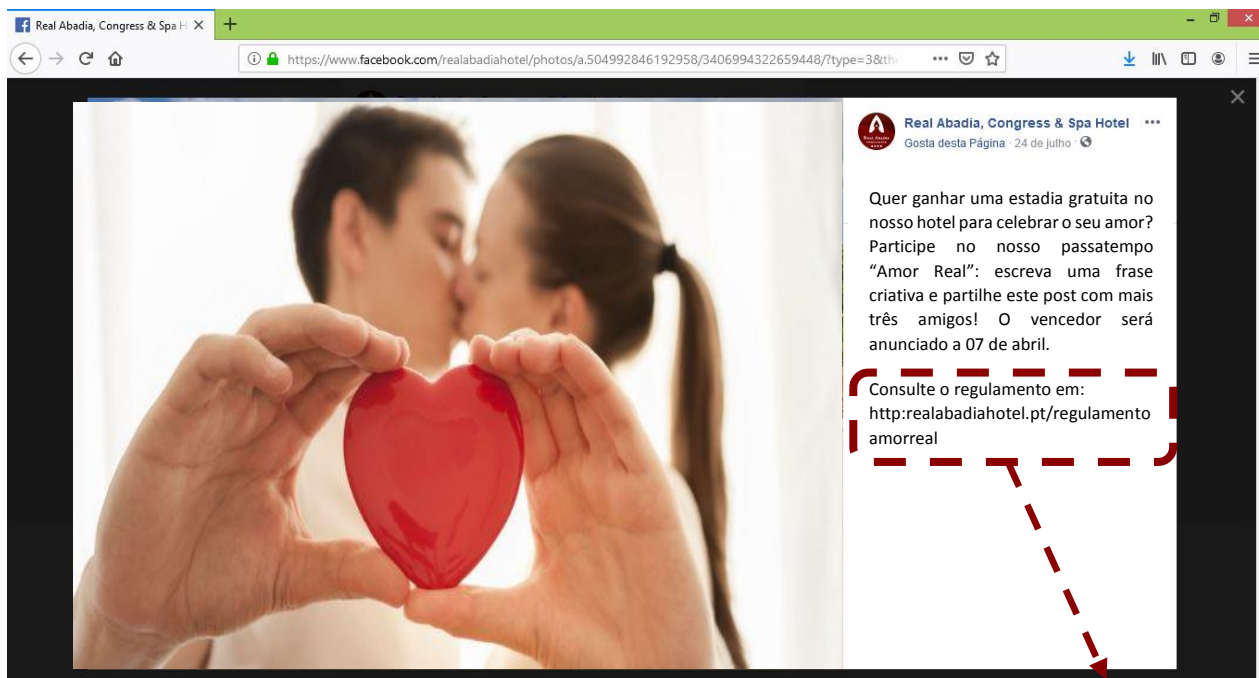 Real Abadia, Congress & Spa H
https://www.facebook.com/realabadiahotel/photos/a.504992846192958/3406994322659448/?type=3&th
Real Abadia, Congress & Spa Hotel
Gosta desta Página · 24 de julho ·
Quer ganhar uma estadia gratuita no
nosso hotel para celebrar o seu amor?
Participe no nosso passatempo
“Amor Real”: escreva uma frase
criativa e partilhe este post com mais
três amigos! O vencedor será
anunciado a 07 de abril.
Consulte o regulamento em:
http:realabadiahotel.pt/regulamento
amorreal